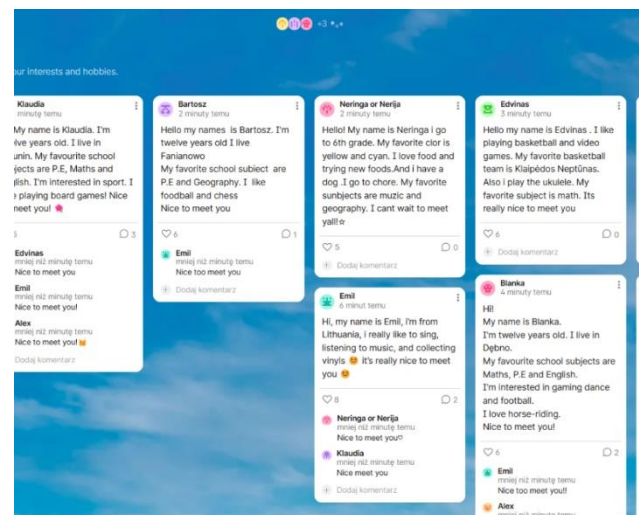 +3
our interests and hobbies.
Klaudia
minutę temu
My name is Klaudia. I'm
lve years old. I live in
unin. My favourite school
jects are P.E, Maths and
lish. I'm interested in sport. I
e playing board games! Nice
meet you!
3
Edvinas
mniej niż minutę temu
Nice to meet you
Emil
mniej niż minutę temu
Nice to meet you!
Alex
mniej niż minutę temu
Nice to meet you!
Dodaj komentarz
Bartosz
2 minuty temu
Hello my names is Bartosz. I'm
twelve years old I live
Fanianowo
My favorite school subiect are
P.E and Geography. I like
foodball and chess
Nice to meet you
6
1
Emil
mniej niż minutę temu
Nice too meet you
Dodaj komentarz
Neringa or Nerija
2 minuty temu
Hello! My name is Neringa i go
to 6th grade. My favorite clor is
yellow and cyan. I love food and
trying new foods.And i have a
dog .I go to chore. My favorite
sunbjects are muzic and
geography. I cant wait to meet
yall!☆
5
0
Dodaj komentarz
Emil
6 minut temu
Hi, my name is Emil, i'm from
Lithuania, i really like to sing,
listening to music, and collecting
vinyls 😊 it's really nice to meet
you 😊
8
2
Neringa or Nerija
mniej niż minutę temu
Nice to meet you♡
Klaudia
mniej niż minutę temu
Nice meet you
Dodaj komentarz
Edvinas
3 minuty temu
Hello my name is Edvinas . I like
playing basketball and video
games. My favorite basketball
team is Klaipėdos Neptūnas.
Also i play the ukulele. My
favorite subject is math. Its
really nice to meet you
6
0
Dodaj komentarz
Blanka
4 minuty temu
Hi!
My name is Blanka.
I'm twelve years old. I live in
Dębno.
My favourite school subjects are
Maths, P.E and English.
I'm interested in gaming dance
and football.
I love horse-riding.
Nice to meet you!
6
2
Emil
mniej niż minutę temu
Nice too meet you!!
Alex
mniej niż minutę temu